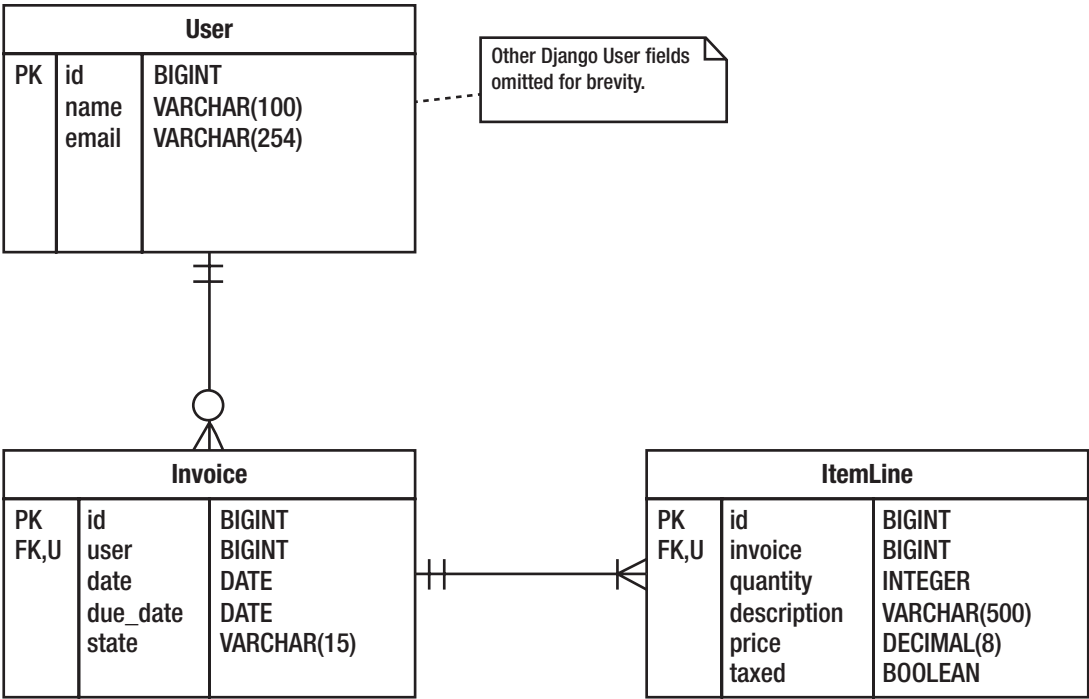 User
PK id BIGINT
name VARCHAR(100)
email VARCHAR(254)
Other Django User fields
omitted for brevity.
Invoice
PK id BIGINT
FK,U user BIGINT
date DATE
due_date DATE
state VARCHAR(15)
ItemLine
PK id BIGINT
FK,U invoice BIGINT
quantity INTEGER
description VARCHAR(500)
price DECIMAL(8)
taxed BOOLEAN